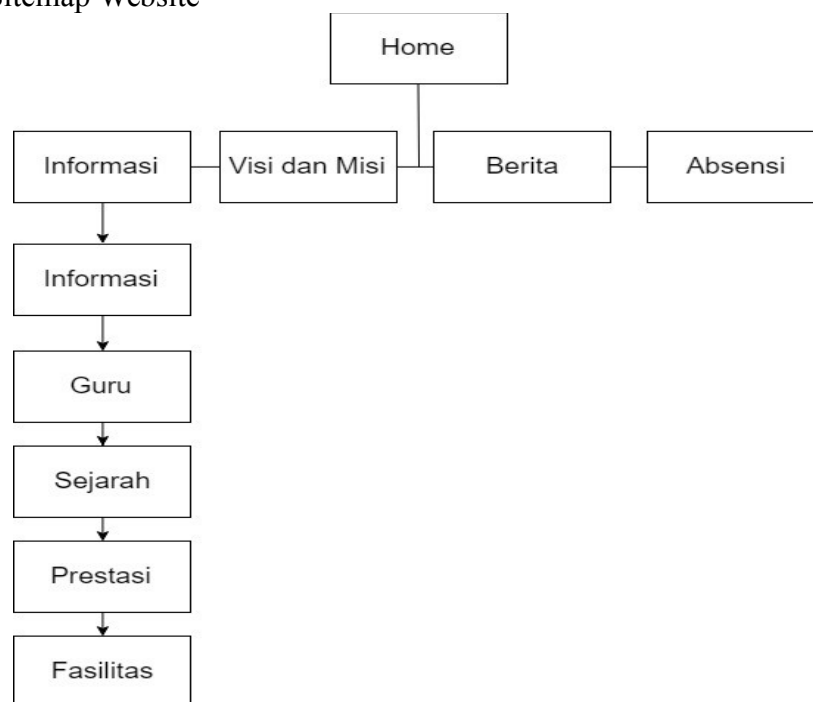 Sitemap Website
Home
Informasi
Visi dan Misi
Berita
Absensi
Informasi
Guru
Sejarah
Prestasi
Fasilitas